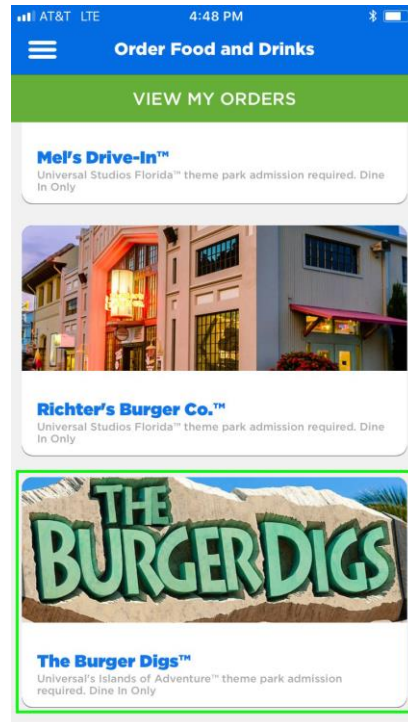 AT&T LTE 4:48 PM
Order Food and Drinks
VIEW MY ORDERS
Mel's Drive-In™
Universal Studios Florida™ theme park admission required. Dine
In Only
Richter's Burger Co.™
Universal Studios Florida™ theme park admission required. Dine
In Only
THE
BURGER DIGS
The Burger Digs™
Universal's Islands of Adventure™ theme park admission
required. Dine In Only